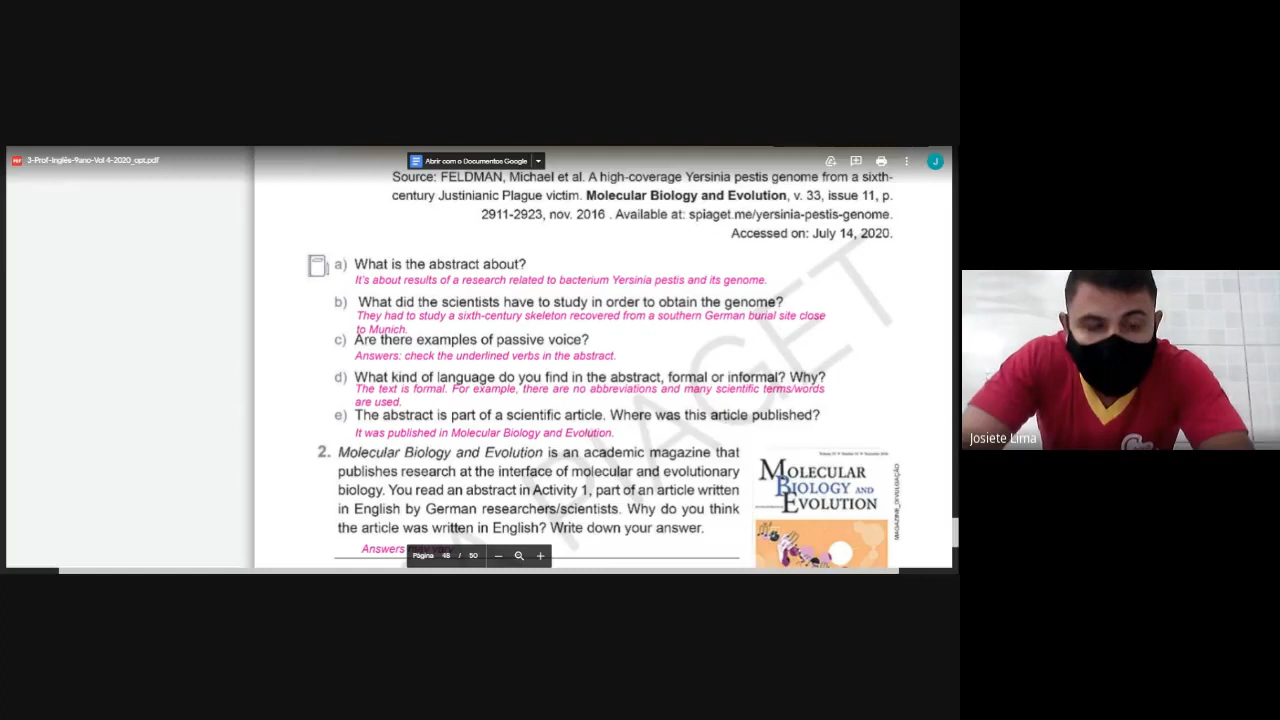 3-Prof-Inglês-9ano-Vol 4-2020_opt.pdf
Abrir com o Documentos Google
J
Source: FELDMAN, Michael et al. A high-coverage Yersinia pestis genome from a sixth-
century Justinianic Plague victim. Molecular Biology and Evolution, v. 33, issue 11, p.
2911-2923, nov. 2016 . Available at: spiaget.me/yersinia-pestis-genome.
Accessed on: July 14, 2020.
a) What is the abstract about?
It's about results of a research related to bacterium Yersinia pestis and its genome.
b) What did the scientists have to study in order to obtain the genome?
They had to study a sixth-century skeleton recovered from a southern German burial site close
to Munich.
c) Are there examples of passive voice?
Answers: check the underlined verbs in the abstract.
d) What kind of language do you find in the abstract, formal or informal? Why?
The text is formal. For example, there are no abbreviations and many scientific terms/words
are used.
e) The abstract is part of a scientific article. Where was this article published?
It was published in Molecular Biology and Evolution.
2. Molecular Biology and Evolution is an academic magazine that
publishes research at the interface of molecular and evolutionary
biology. You read an abstract in Activity 1, part of an article written
in English by German researchers/scientists. Why do you think
the article was written in English? Write down your answer.
Answers
MOLECULAR
BIOLOGY AND
EVOLUTION
MAGAZINE_DIVULGAÇÃO
PIAGET
Página 48 / 50
Josiete Lima